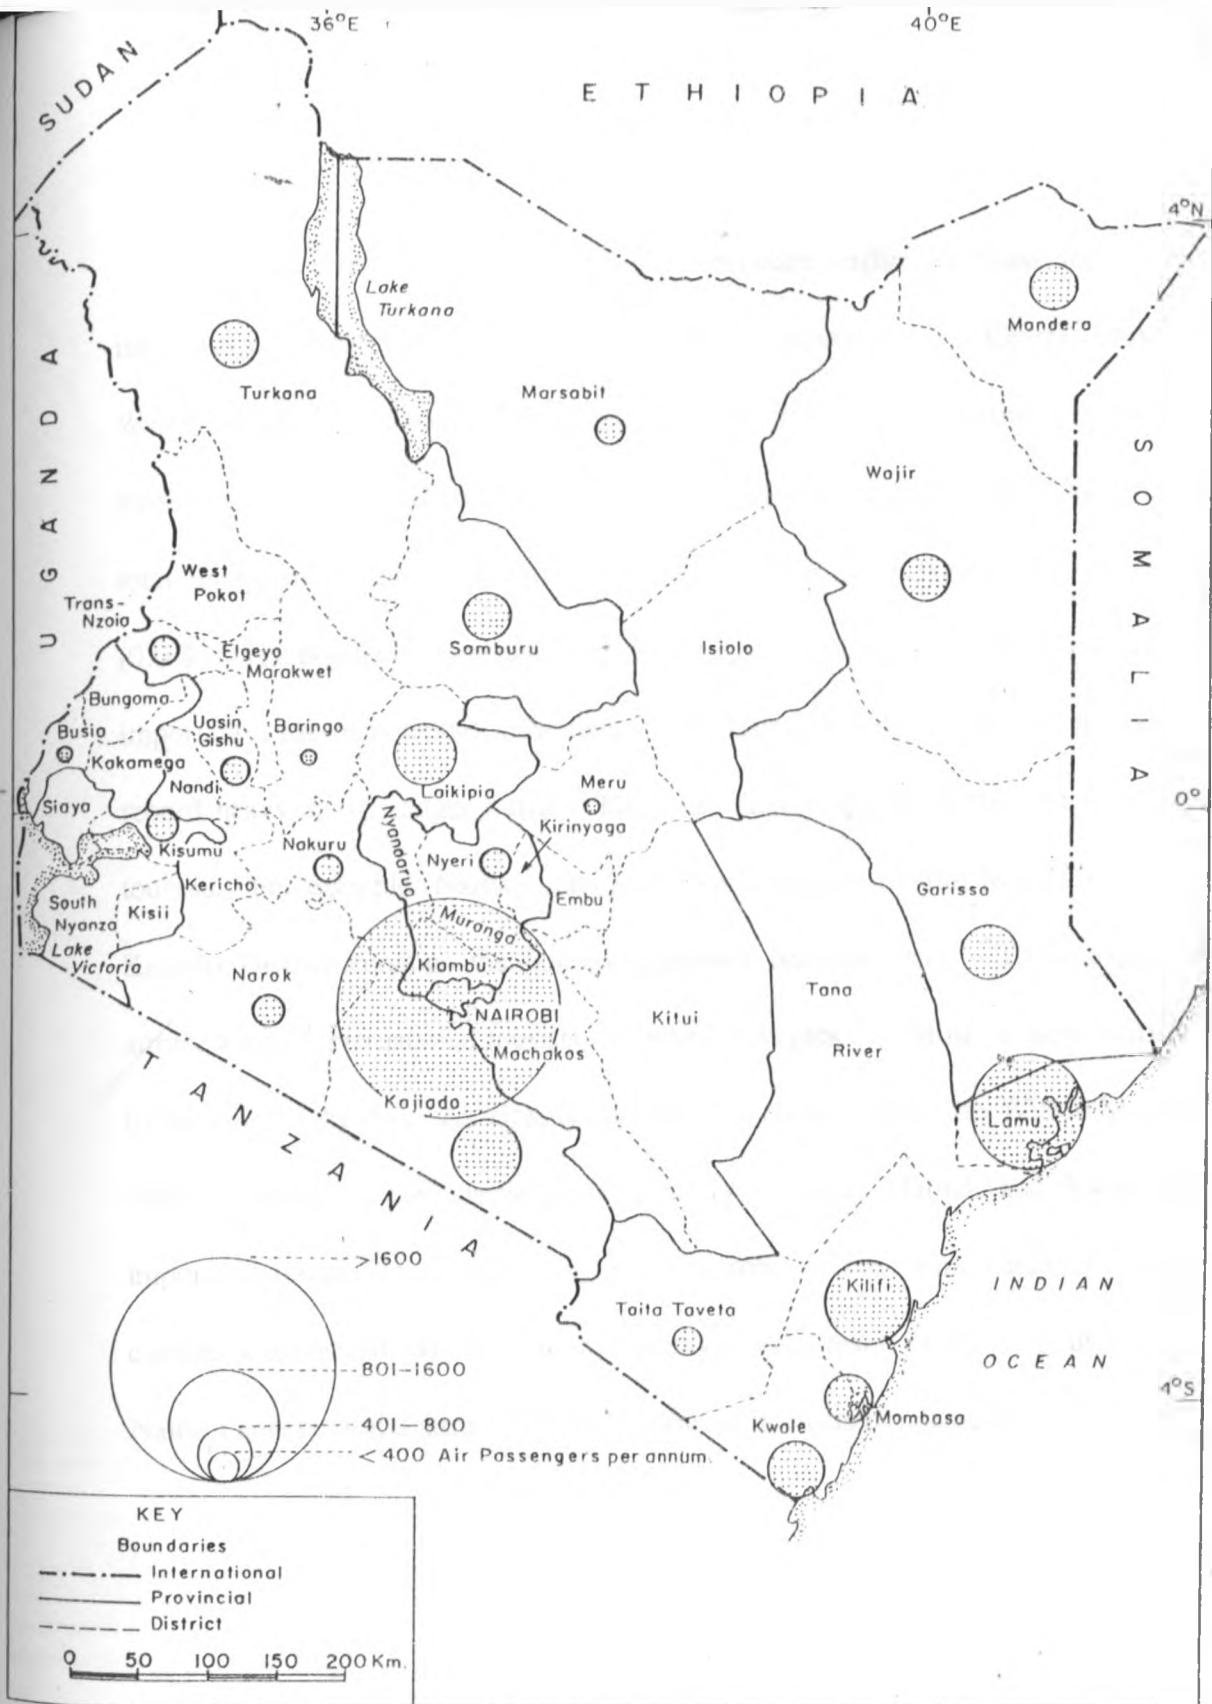 36°E
40°E
SUDAN
ETHIOPIA
4°N
Lake
Turkana
Mandera
UGANDA
Turkana
Marsabit
SOMALIA
Wajir
West
Pokot
Trans-
Nzoia
Elgeyo
Marakwet
Samburu
Isiolo
Bungoma
Uasin
Gishu
Baringo
Busia
Kakamega
Nandi
Laikipia
Meru
Siaya
Nyandarua
Kirinyaga
0°
Kisumu
Nakuru
Nyeri
Kericho
Embu
Garissa
South
Nyanza
Kisii
Muranga
Lake
Victoria
Narok
Kiambu
NAIROBI
Kitui
Tana
River
Machakos
Kajiado
Lamu
TANZANIA
>1600
801-1600
401-800
<400 Air Passengers per annum.
Taita Taveta
Kilifi
INDIAN
OCEAN
4°S
Kwale
Mombasa
KEY
Boundaries
International
Provincial
District
0 50 100 150 200 Km.